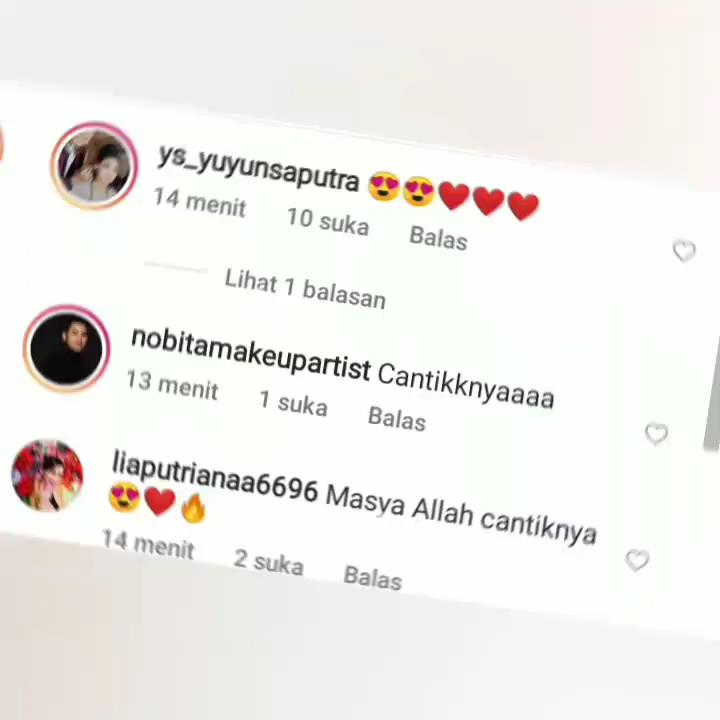 ys_yuyunsaputra 😍😍❤️❤️❤️
14 menit 10 suka Balas
Lihat 1 balasan
nobitamakeupartist Cantikknyaaaa
13 menit 1 suka Balas
liaputrianaa6696 Masya Allah cantiknya
😍❤️🔥
14 menit 2 suka Balas